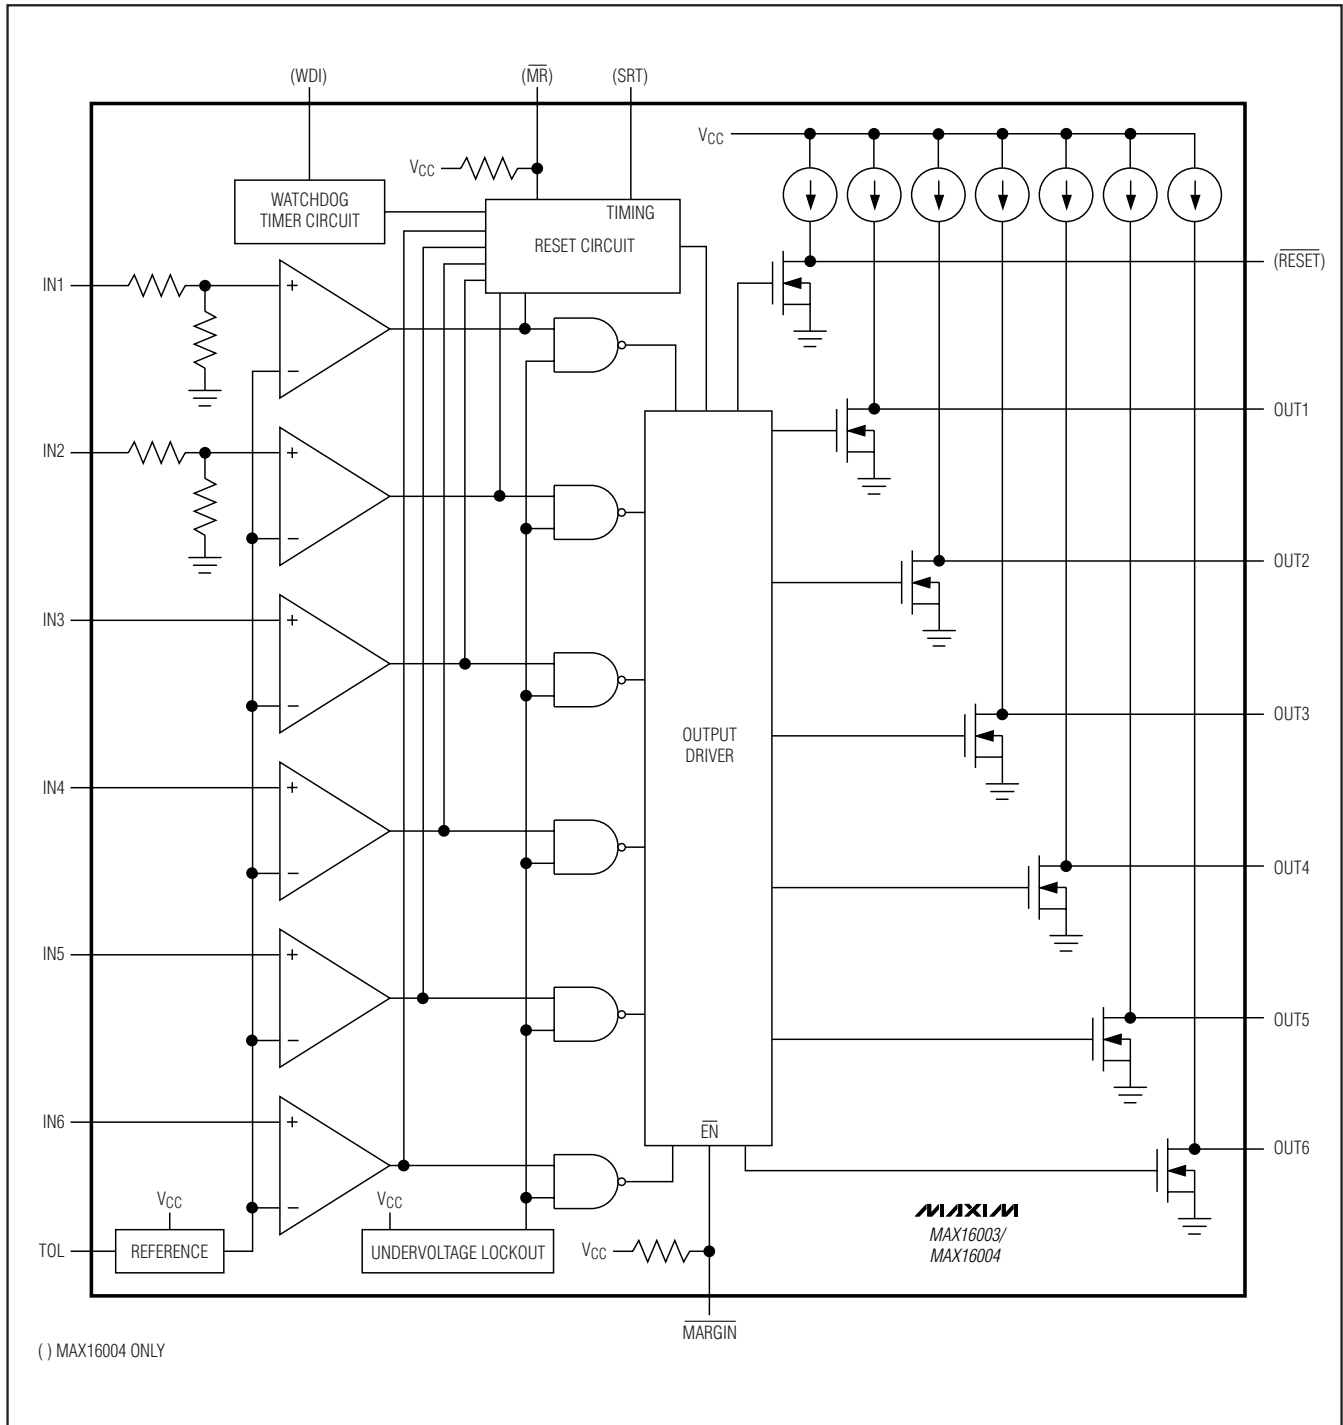 (WDI)
(MR)
(SRT)
VCC
VCC
WATCHDOG
TIMER CIRCUIT
TIMING
RESET CIRCUIT
(RESET)
IN1
+
−
OUT1
IN2
+
−
OUT2
IN3
+
−
OUT3
OUTPUT
DRIVER
IN4
+
−
OUT4
IN5
+
−
OUT5
IN6
+
−
EN
OUT6
VCC
VCC
MAXIM
MAX16003/
MAX16004
TOL
REFERENCE
UNDERVOLTAGE LOCKOUT
VCC
MARGIN
( ) MAX16004 ONLY